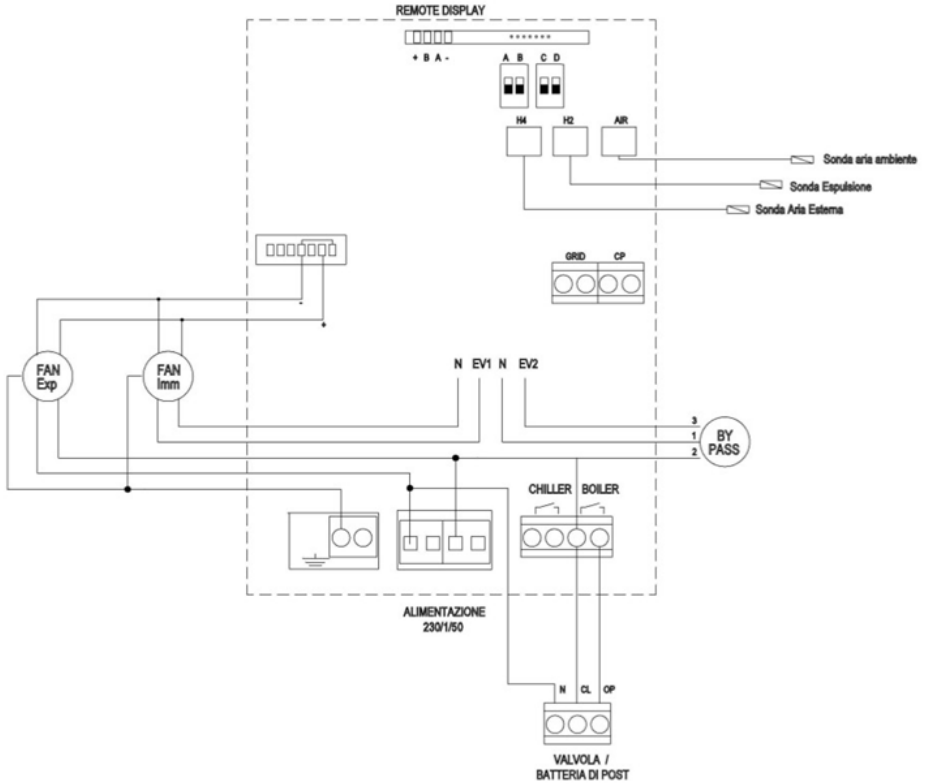 REMOTE DISPLAY
+ B A -
*******
A B
C D
H4
H2
AIR
Sonda aria ambiente
Sonda Espulsione
Sonda Aria Esterna
GRID
CP
-
+
FAN
Exp
FAN
Imm
N EV1 N EV2
3
1
2
BY
PASS
CHILLER
BOILER
ALIMENTAZIONE
230/1/50
N CL OP
VALVOLA /
BATTERIA DI POST